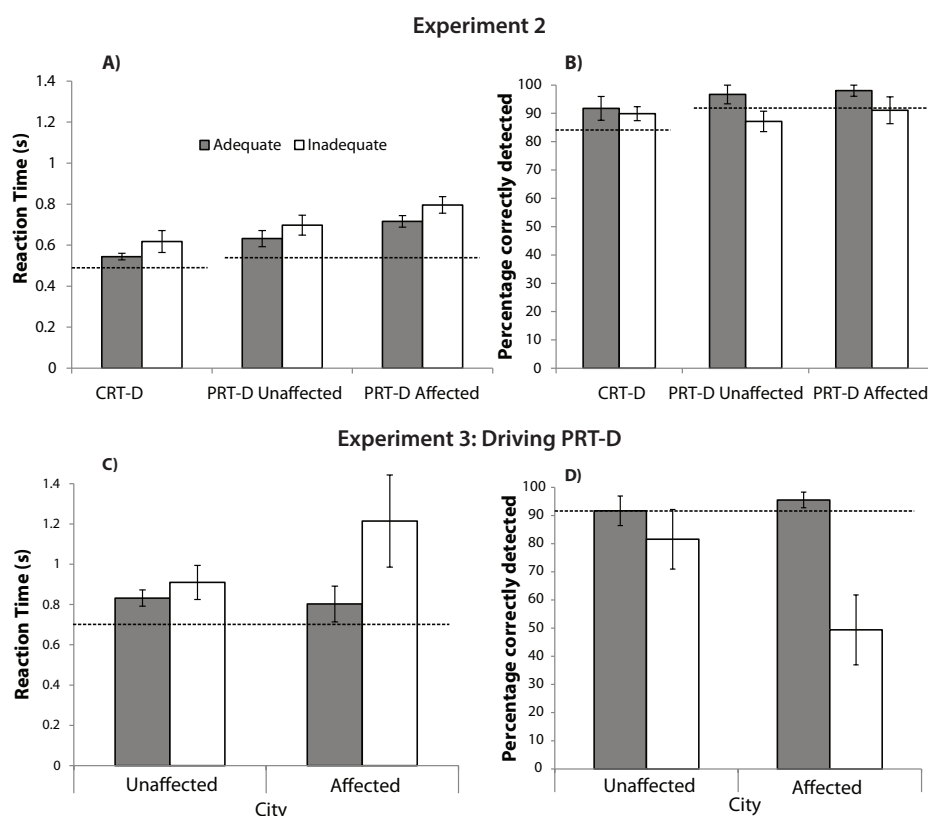 Experiment 2
A)
Reaction Time (s)
1.4
1.2
1
0.8
0.6
0.4
0.2
0
Adequate Inadequate
CRT-D PRT-D Unaffected PRT-D Affected
B)
Percentage correctly detected
100
90
80
70
60
50
40
30
20
10
0
CRT-D PRT-D Unaffected PRT-D Affected
Experiment 3: Driving PRT-D
C)
Reaction Time (s)
1.4
1.2
1
0.8
0.6
0.4
0.2
0
Unaffected Affected
City
D)
Percentage correctly detected
100
90
80
70
60
50
40
30
20
10
0
Unaffected Affected
City